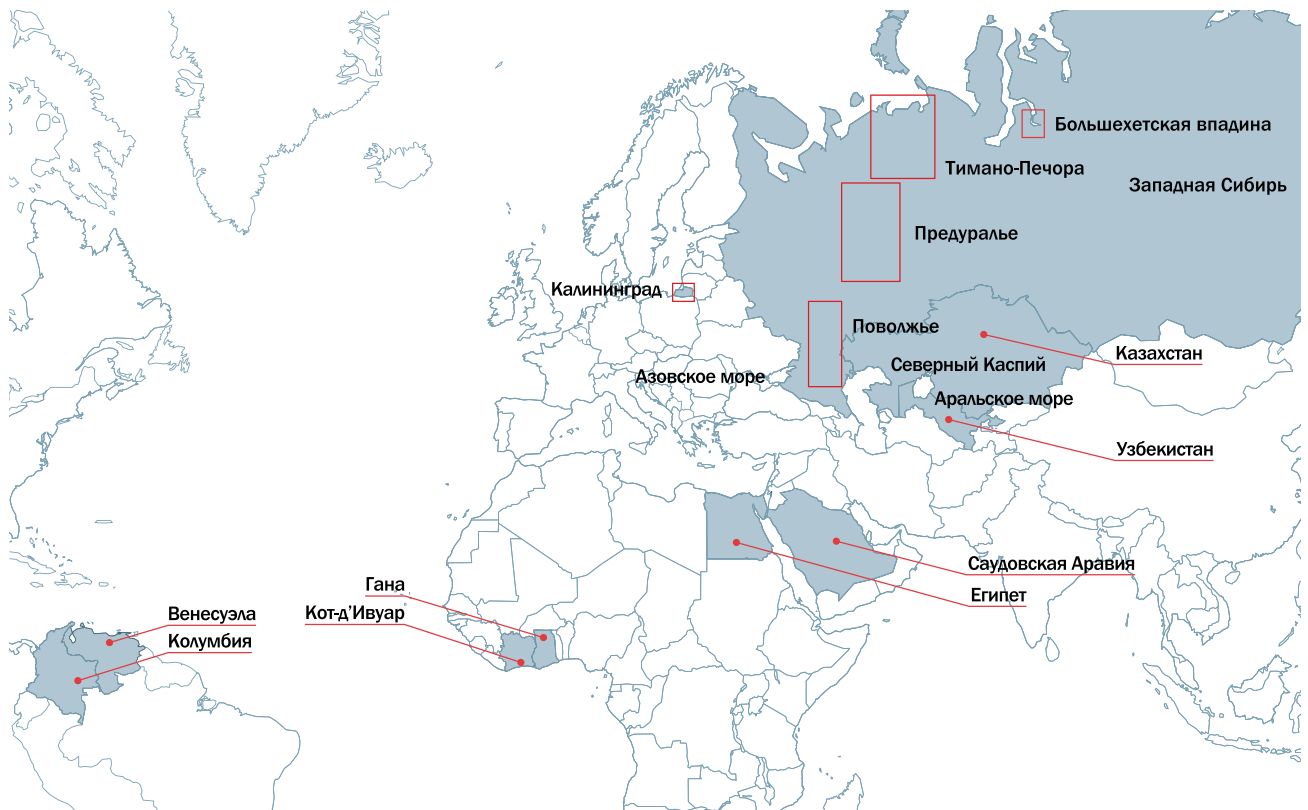 Большехетская впадина
Тимано-Печора
Западная Сибирь
Предуралье
Калининград
Поволжье
Казахстан
Северный Каспий
Азовское море
Аральское море
Узбекистан
Саудовская Аравия
Гана
Египет
Венесуэла
Кот-д'Ивуар
Колумбия